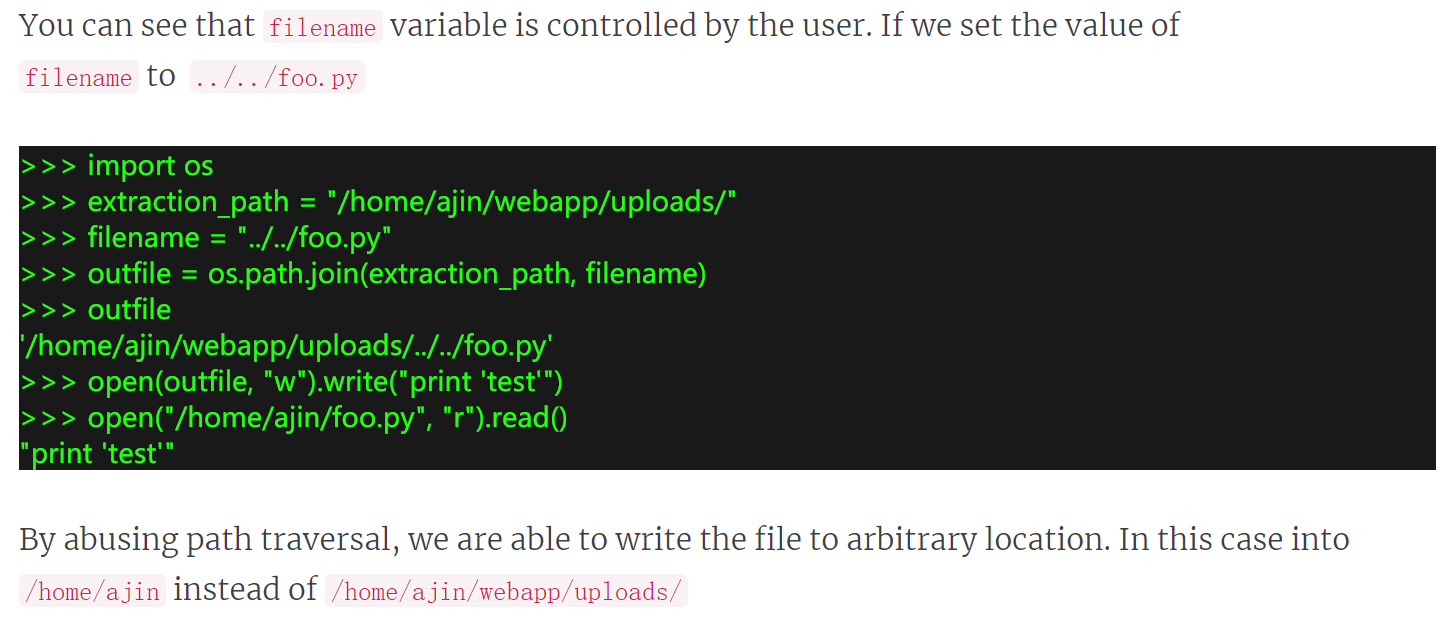 You can see that filename variable is controlled by the user. If we set the value of
filename to ../../foo.py
>>> import os
>>> extraction_path = "/home/ajin/webapp/uploads/"
>>> filename = "../../foo.py"
>>> outfile = os.path.join(extraction_path, filename)
>>> outfile
'/home/ajin/webapp/uploads/../../foo.py'
>>> open(outfile, "w").write("print 'test'")
>>> open("/home/ajin/foo.py", "r").read()
"print 'test'"
By abusing path traversal, we are able to write the file to arbitrary location. In this case into
/home/ajin instead of /home/ajin/webapp/uploads/